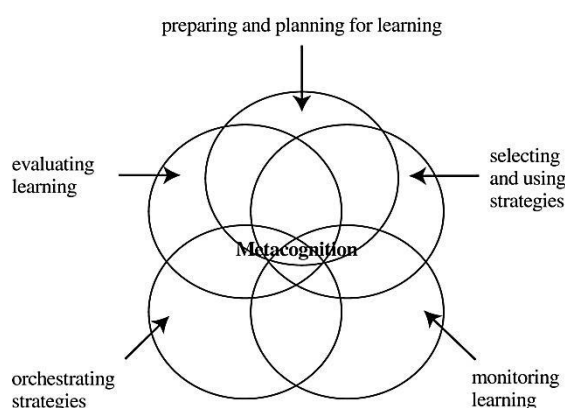 preparing and planning for learning
evaluating
learning
selecting
and using
strategies
Metacognition
orchestrating
strategies
monitoring
learning